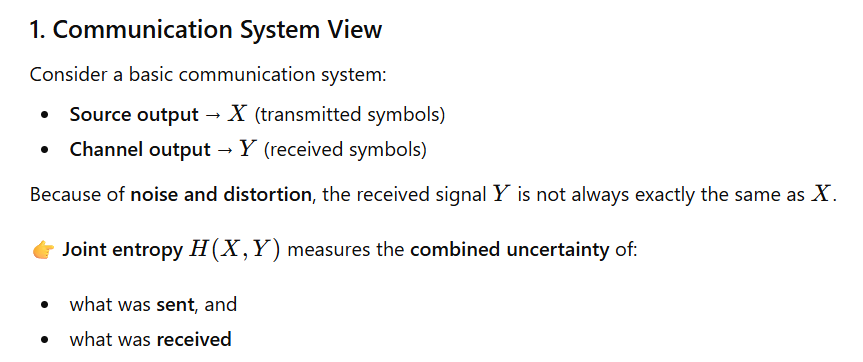 1. Communication System View
Consider a basic communication system:
• Source output → X (transmitted symbols)
• Channel output → Y (received symbols)
Because of noise and distortion, the received signal Y is not always exactly the same as X.
👉 Joint entropy H(X, Y) measures the combined uncertainty of:
• what was sent, and
• what was received